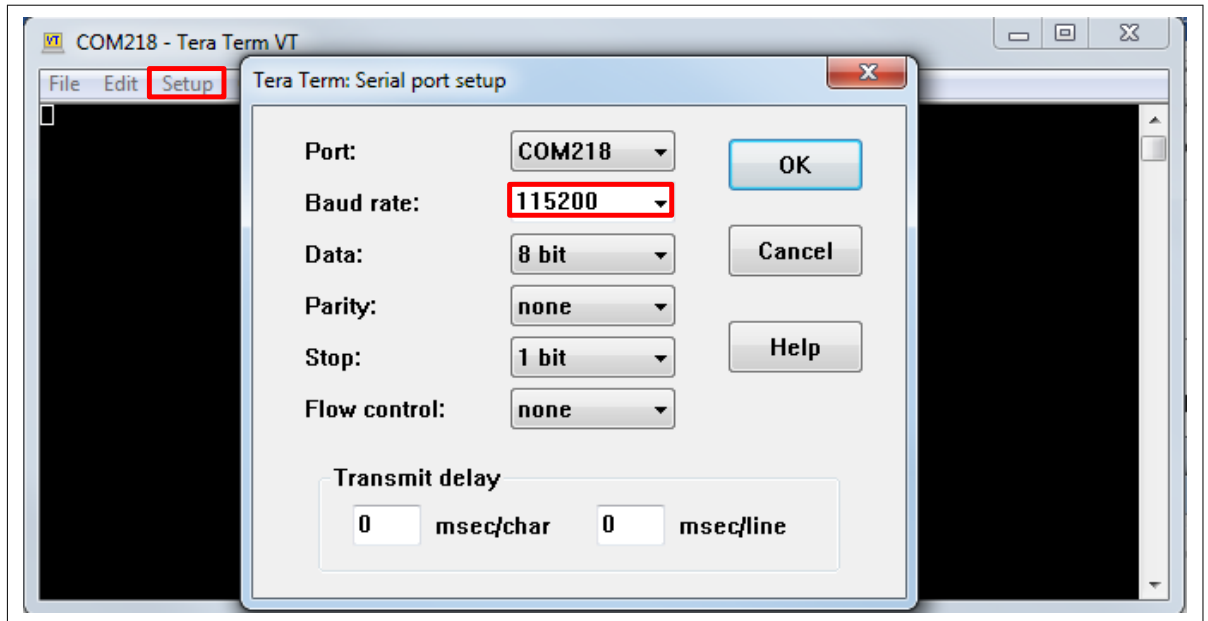 VT COM218 - Tera Term VT
File Edit Setup
Tera Term: Serial port setup
Port: COM218
OK
Baud rate: 115200
Data: 8 bit
Cancel
Parity: none
Stop: 1 bit
Help
Flow control: none
Transmit delay
0 msec/char 0 msec/line